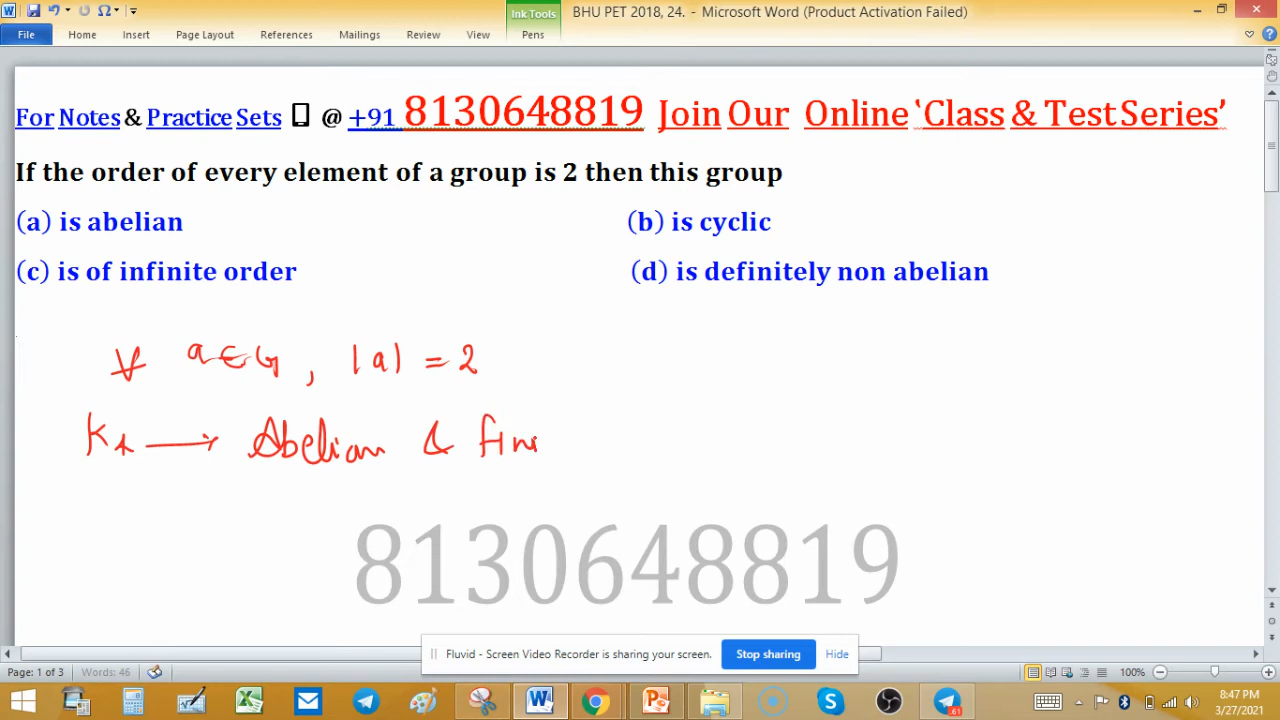 BHU PET 2018, 24. - Microsoft Word (Product Activation Failed)
Ink Tools
File Home Insert Page Layout References Mailings Review View Pens
For Notes & Practice Sets @ +91 8130648819 Join Our Online ‘Class & Test Series’
If the order of every element of a group is 2 then this group
(a) is abelian (b) is cyclic
(c) is of infinite order (d) is definitely non abelian
∀ a ∈ G, |a| = 2
K₄ → Abelian & fini
8130648819
Fluvid - Screen Video Recorder is sharing your screen. Stop sharing Hide
Page: 1 of 3 Words: 46 100%
61
8:47 PM
3/27/2021